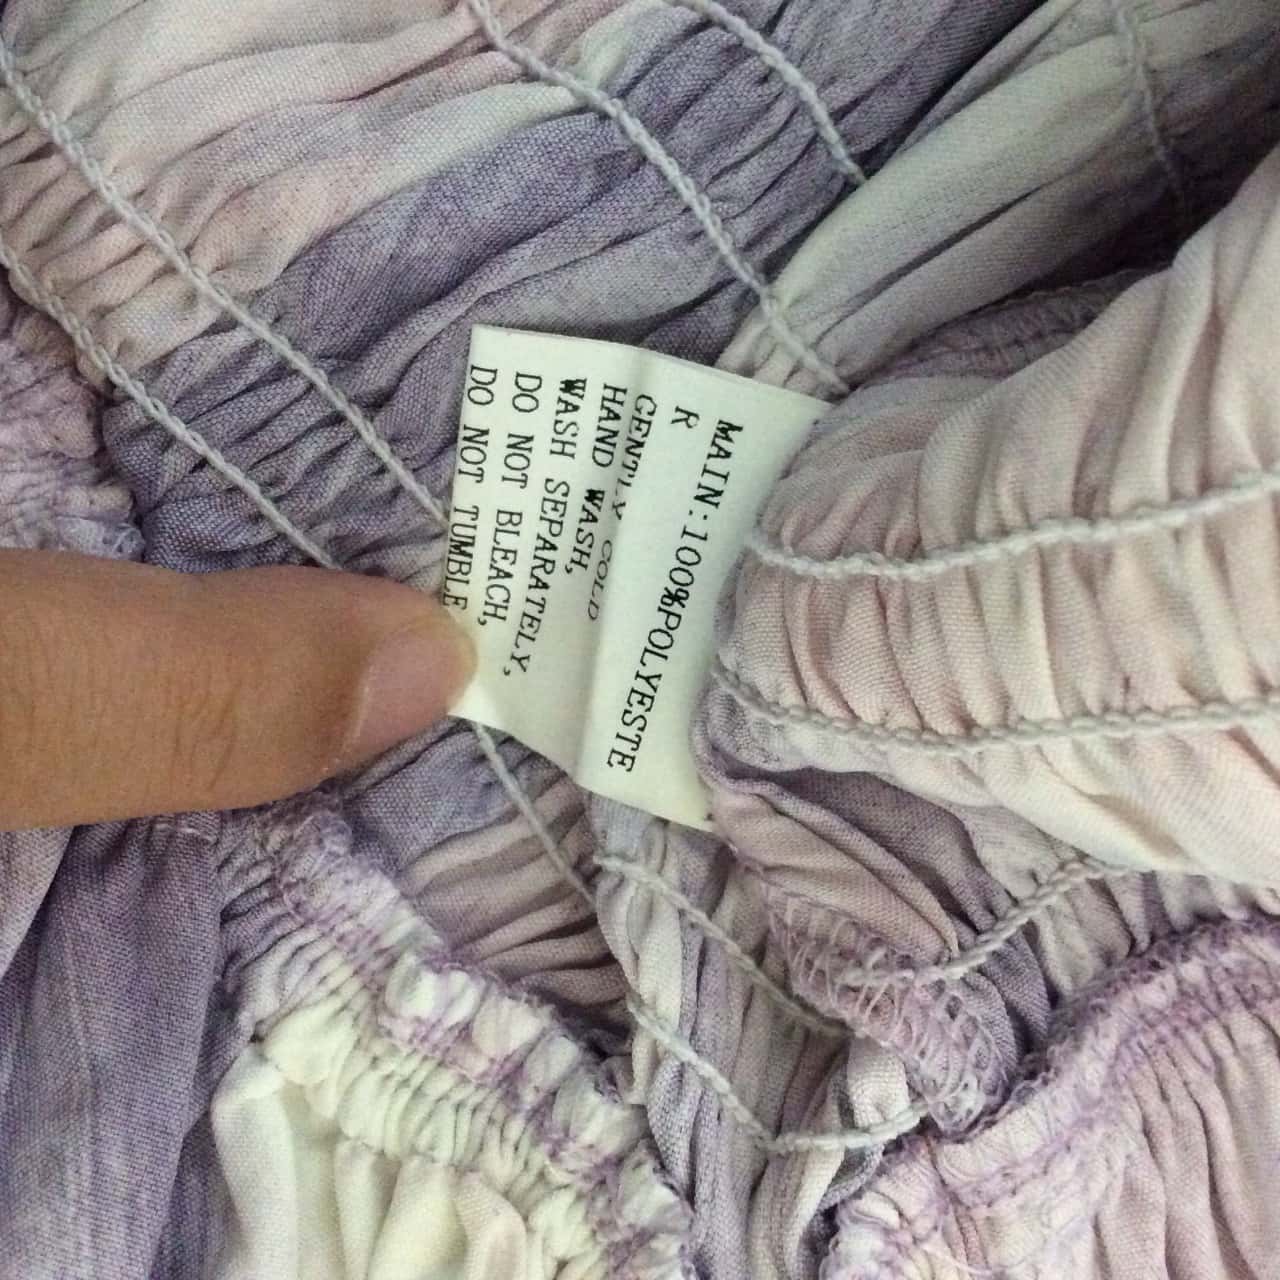 MAIN:100%POLYESTE
R
GENTLY COLD
HAND WASH,
WASH SEPARATELY,
DO NOT BLEACH,
DO NOT TUMBLE